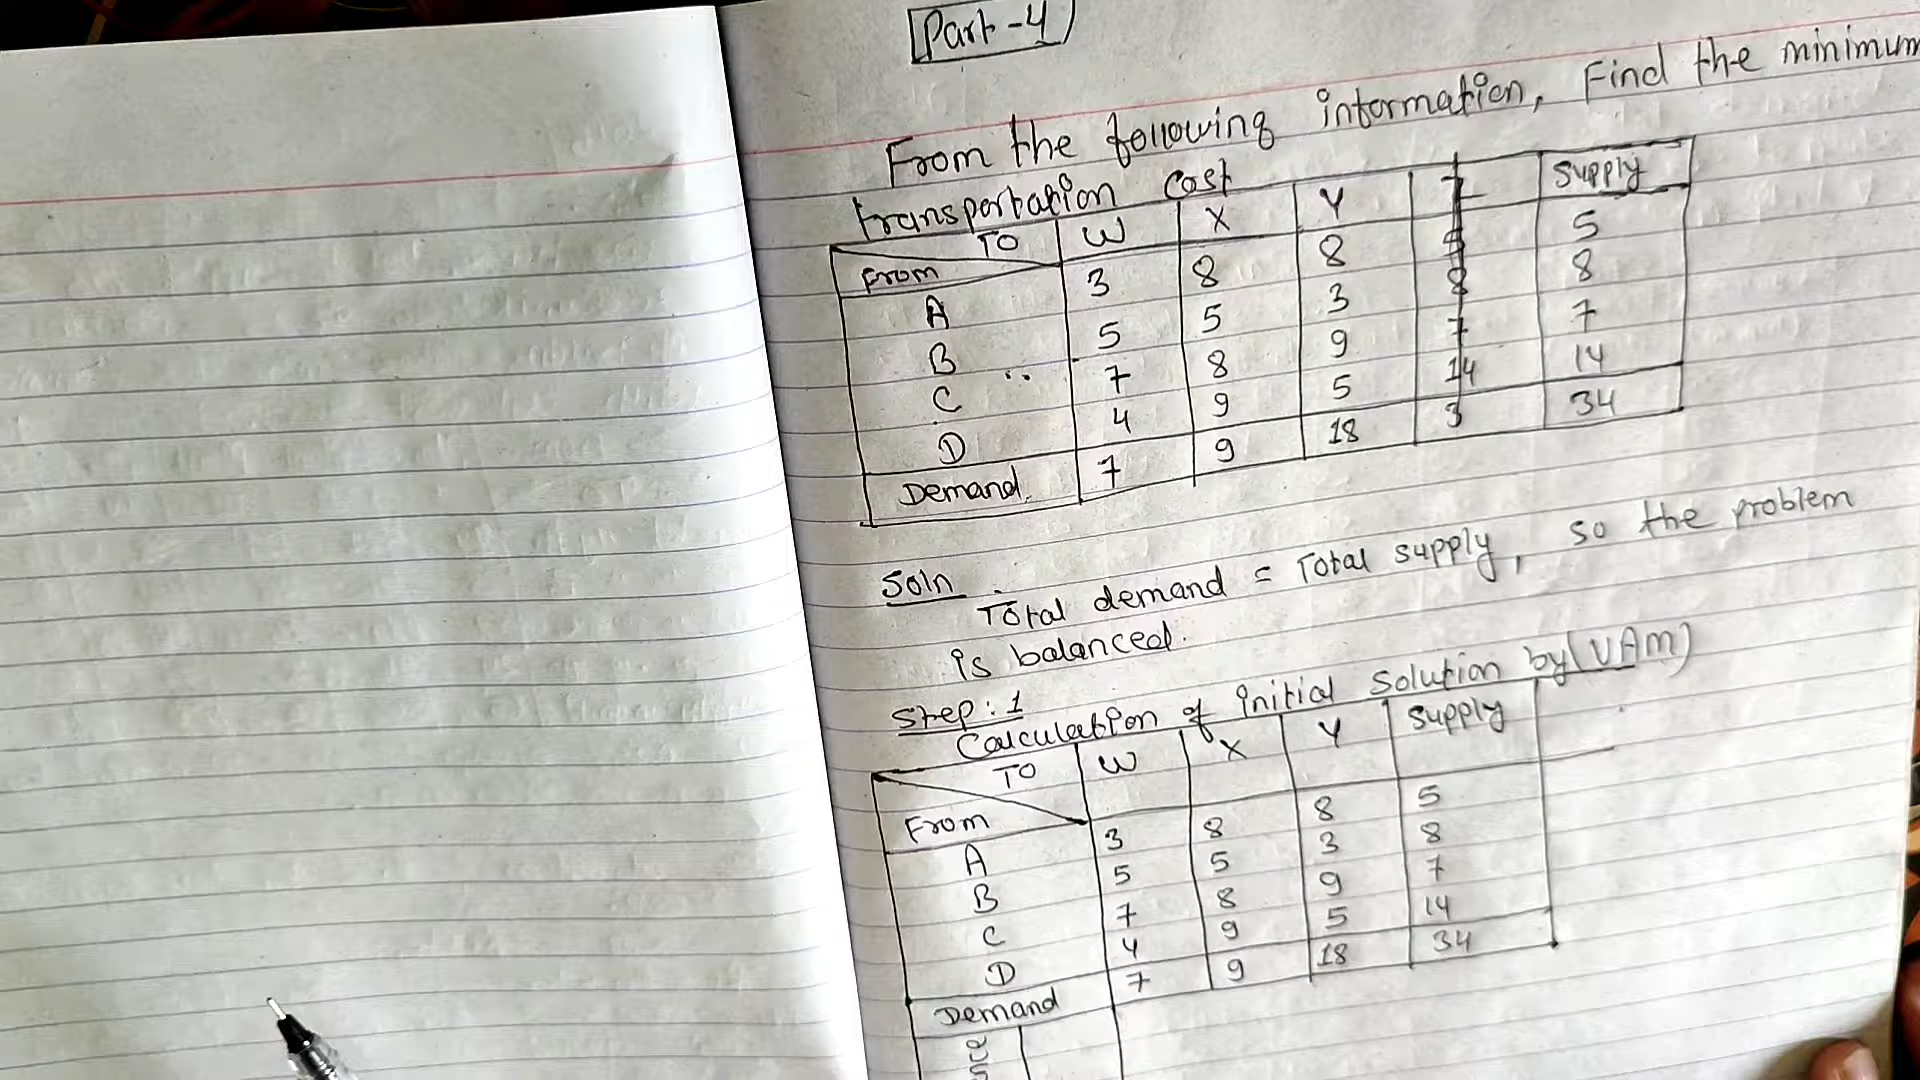 Part-4
From the following information, Find the minimum
transportation cost
TO W X Y Supply
From
A 3 8 8 5
B 5 5 3 8
C 7 8 9 7
D 4 9 5 14
Demand 7 9 18 34
Soln
Total demand = Total supply, so the problem
is balanced.
Step: 1
Calculation of initial solution by (VAM)
TO W X Y supply
From
A 3 8 8 5
B 5 5 3 8
C 7 8 9 7
D 4 9 5 14
Demand 7 9 18 34